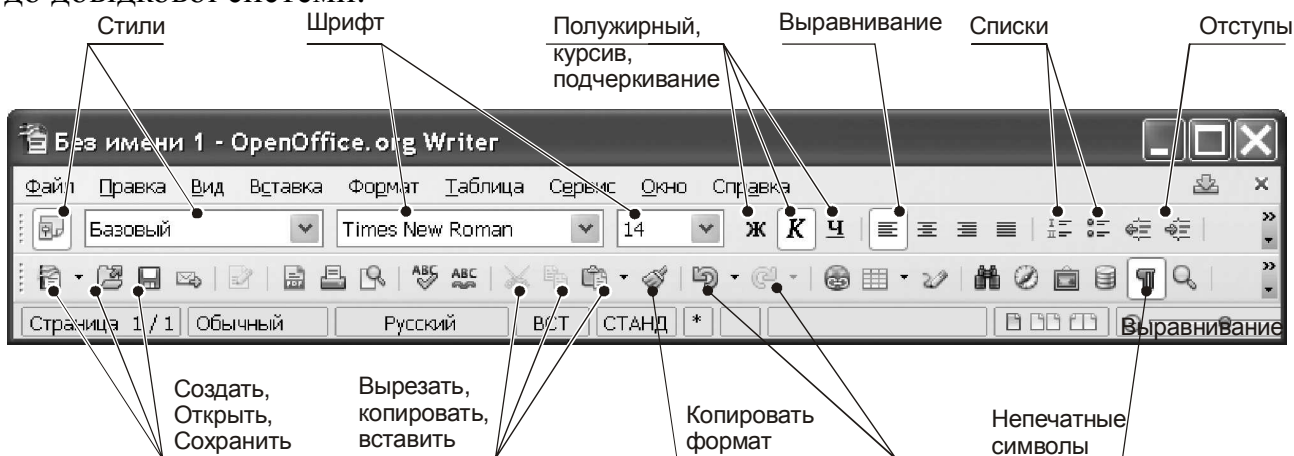 до довідкової системи.
Стили
Шрифт
Полужирный,
курсив,
подчеркивание
Выравнивание
Списки
Отступы
Без имени 1 - OpenOffice.org Writer
Файл Правка Вид Вставка Формат Таблица Сервис Окно Справка
Базовый
Times New Roman
14
Ж К Ч
Страница 1 / 1
Обычный
Русский
ВСТ
СТАНД
*
Выравнивание
Создать,
Открыть,
Сохранить
Вырезать,
копировать,
вставить
Копировать
формат
Непечатные
символы